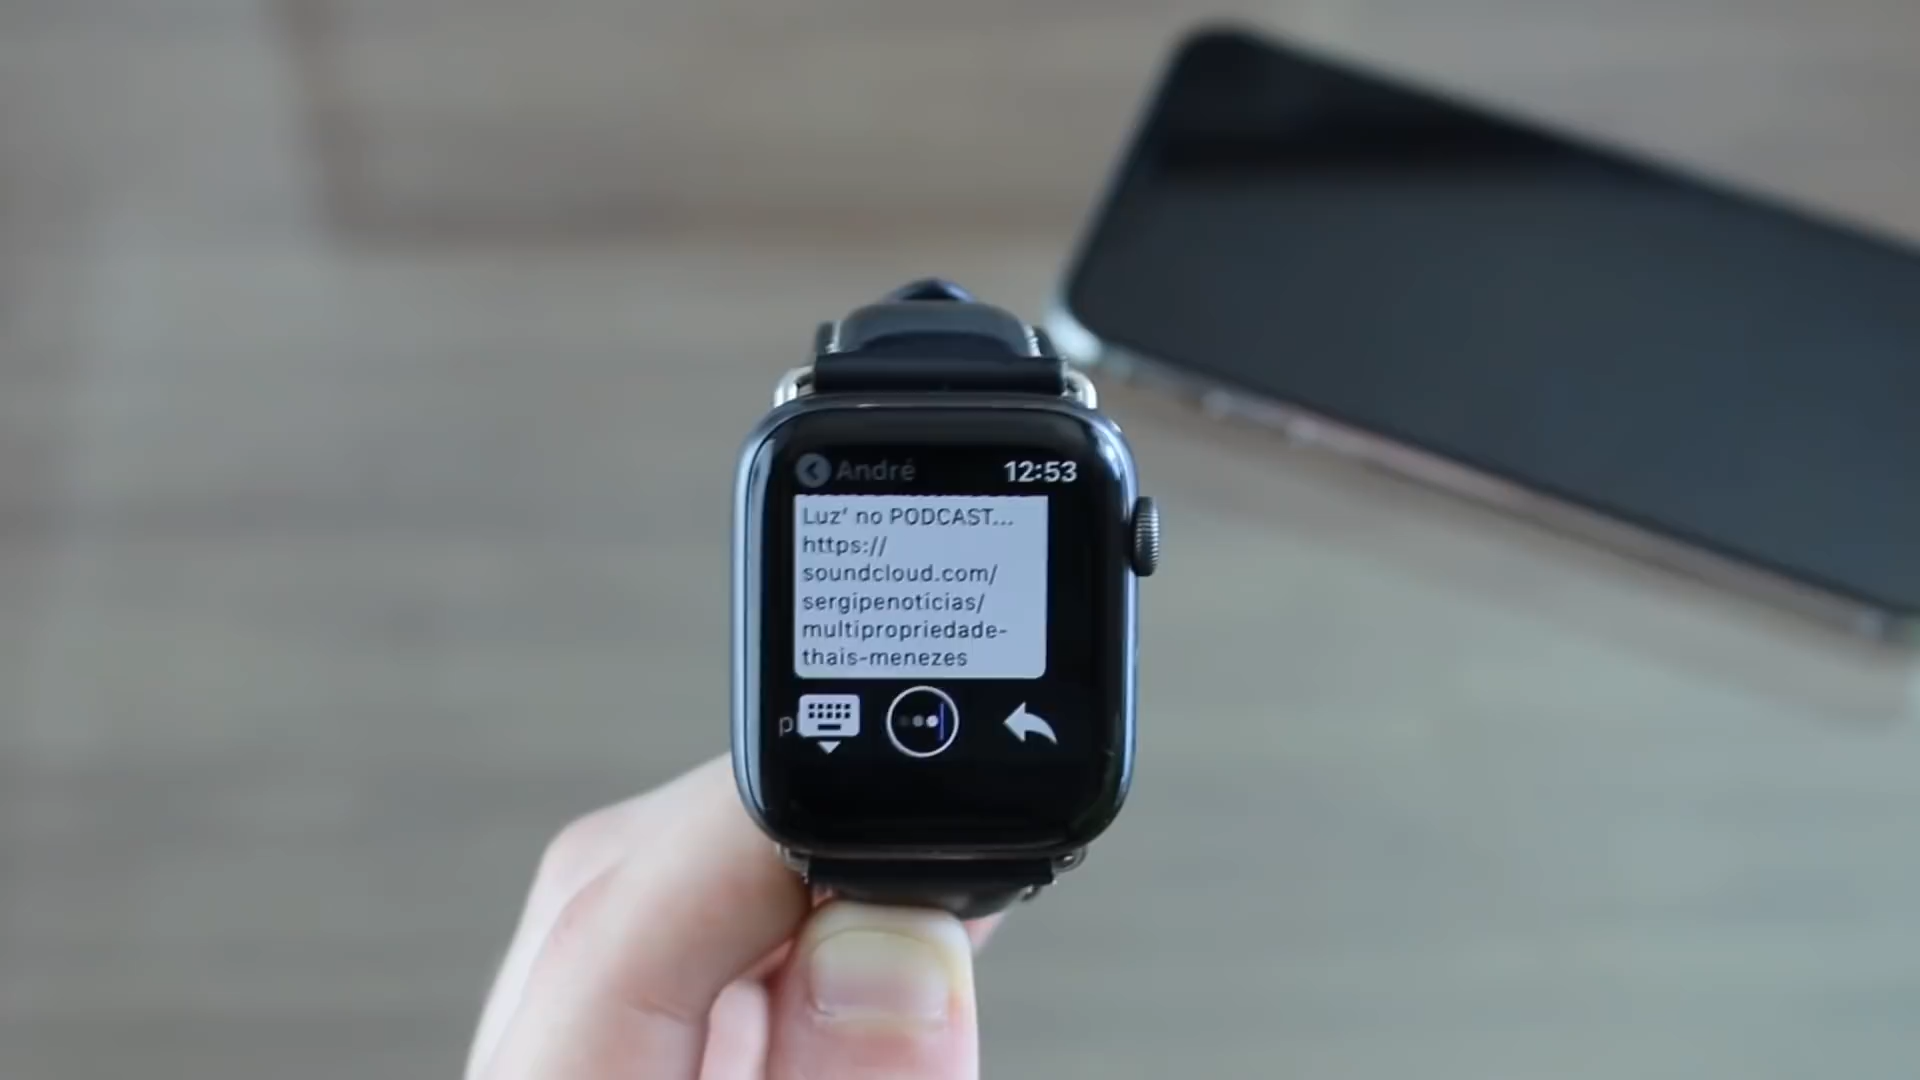 André 12:53
Luz' no PODCAST...
https://
soundcloud.com/
sergipenoticias/
multipropriedade-
thais-menezes
p